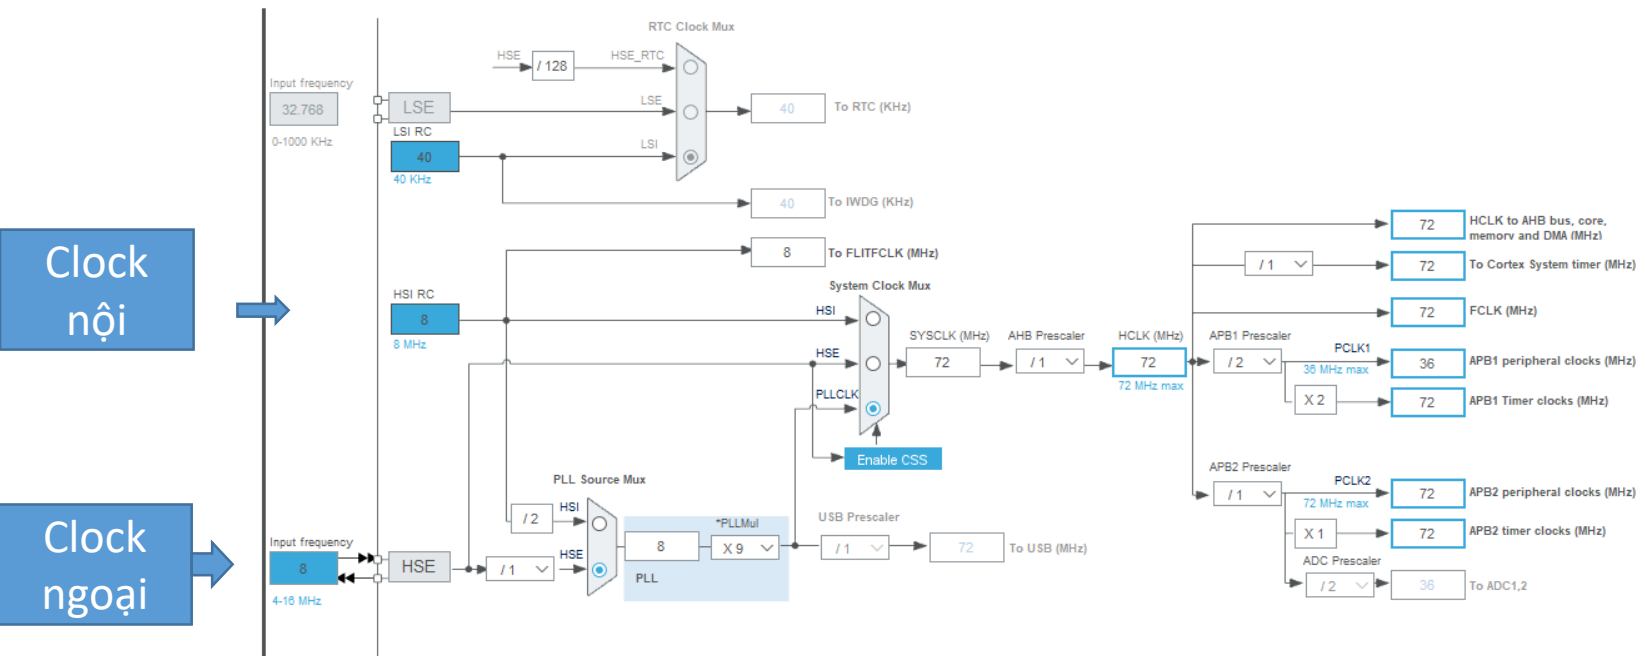 RTC Clock Mux
HSE
/ 128
HSE_RTC
Input frequency
32.768
0-1000 KHz
LSE
LSE
40
To RTC (KHz)
LSI RC
40
40 KHz
LSI
40
To IWDG (KHz)
8
To FLITFCLK (MHz)
Clock
nội
HSI RC
8
8 MHz
System Clock Mux
HSI
HSE
PLLCLK
SYSCLK (MHz)
72
AHB Prescaler
/ 1
HCLK (MHz)
72
72 MHz max
72
HCLK to AHB bus, core,
memory and DMA (MHz)
/ 1
72
To Cortex System timer (MHz)
72
FCLK (MHz)
APB1 Prescaler
/ 2
PCLK1
36 MHz max
36
APB1 peripheral clocks (MHz)
X 2
72
APB1 Timer clocks (MHz)
Enable CSS
APB2 Prescaler
/ 1
PCLK2
72 MHz max
72
APB2 peripheral clocks (MHz)
X 1
72
APB2 timer clocks (MHz)
ADC Prescaler
/ 2
36
To ADC1,2
PLL Source Mux
HSI
/ 2
HSE
/ 1
8
*PLLMul
X 9
PLL
USB Prescaler
/ 1
72
To USB (MHz)
Clock
ngoại
Input frequency
8
4-16 MHz
HSE